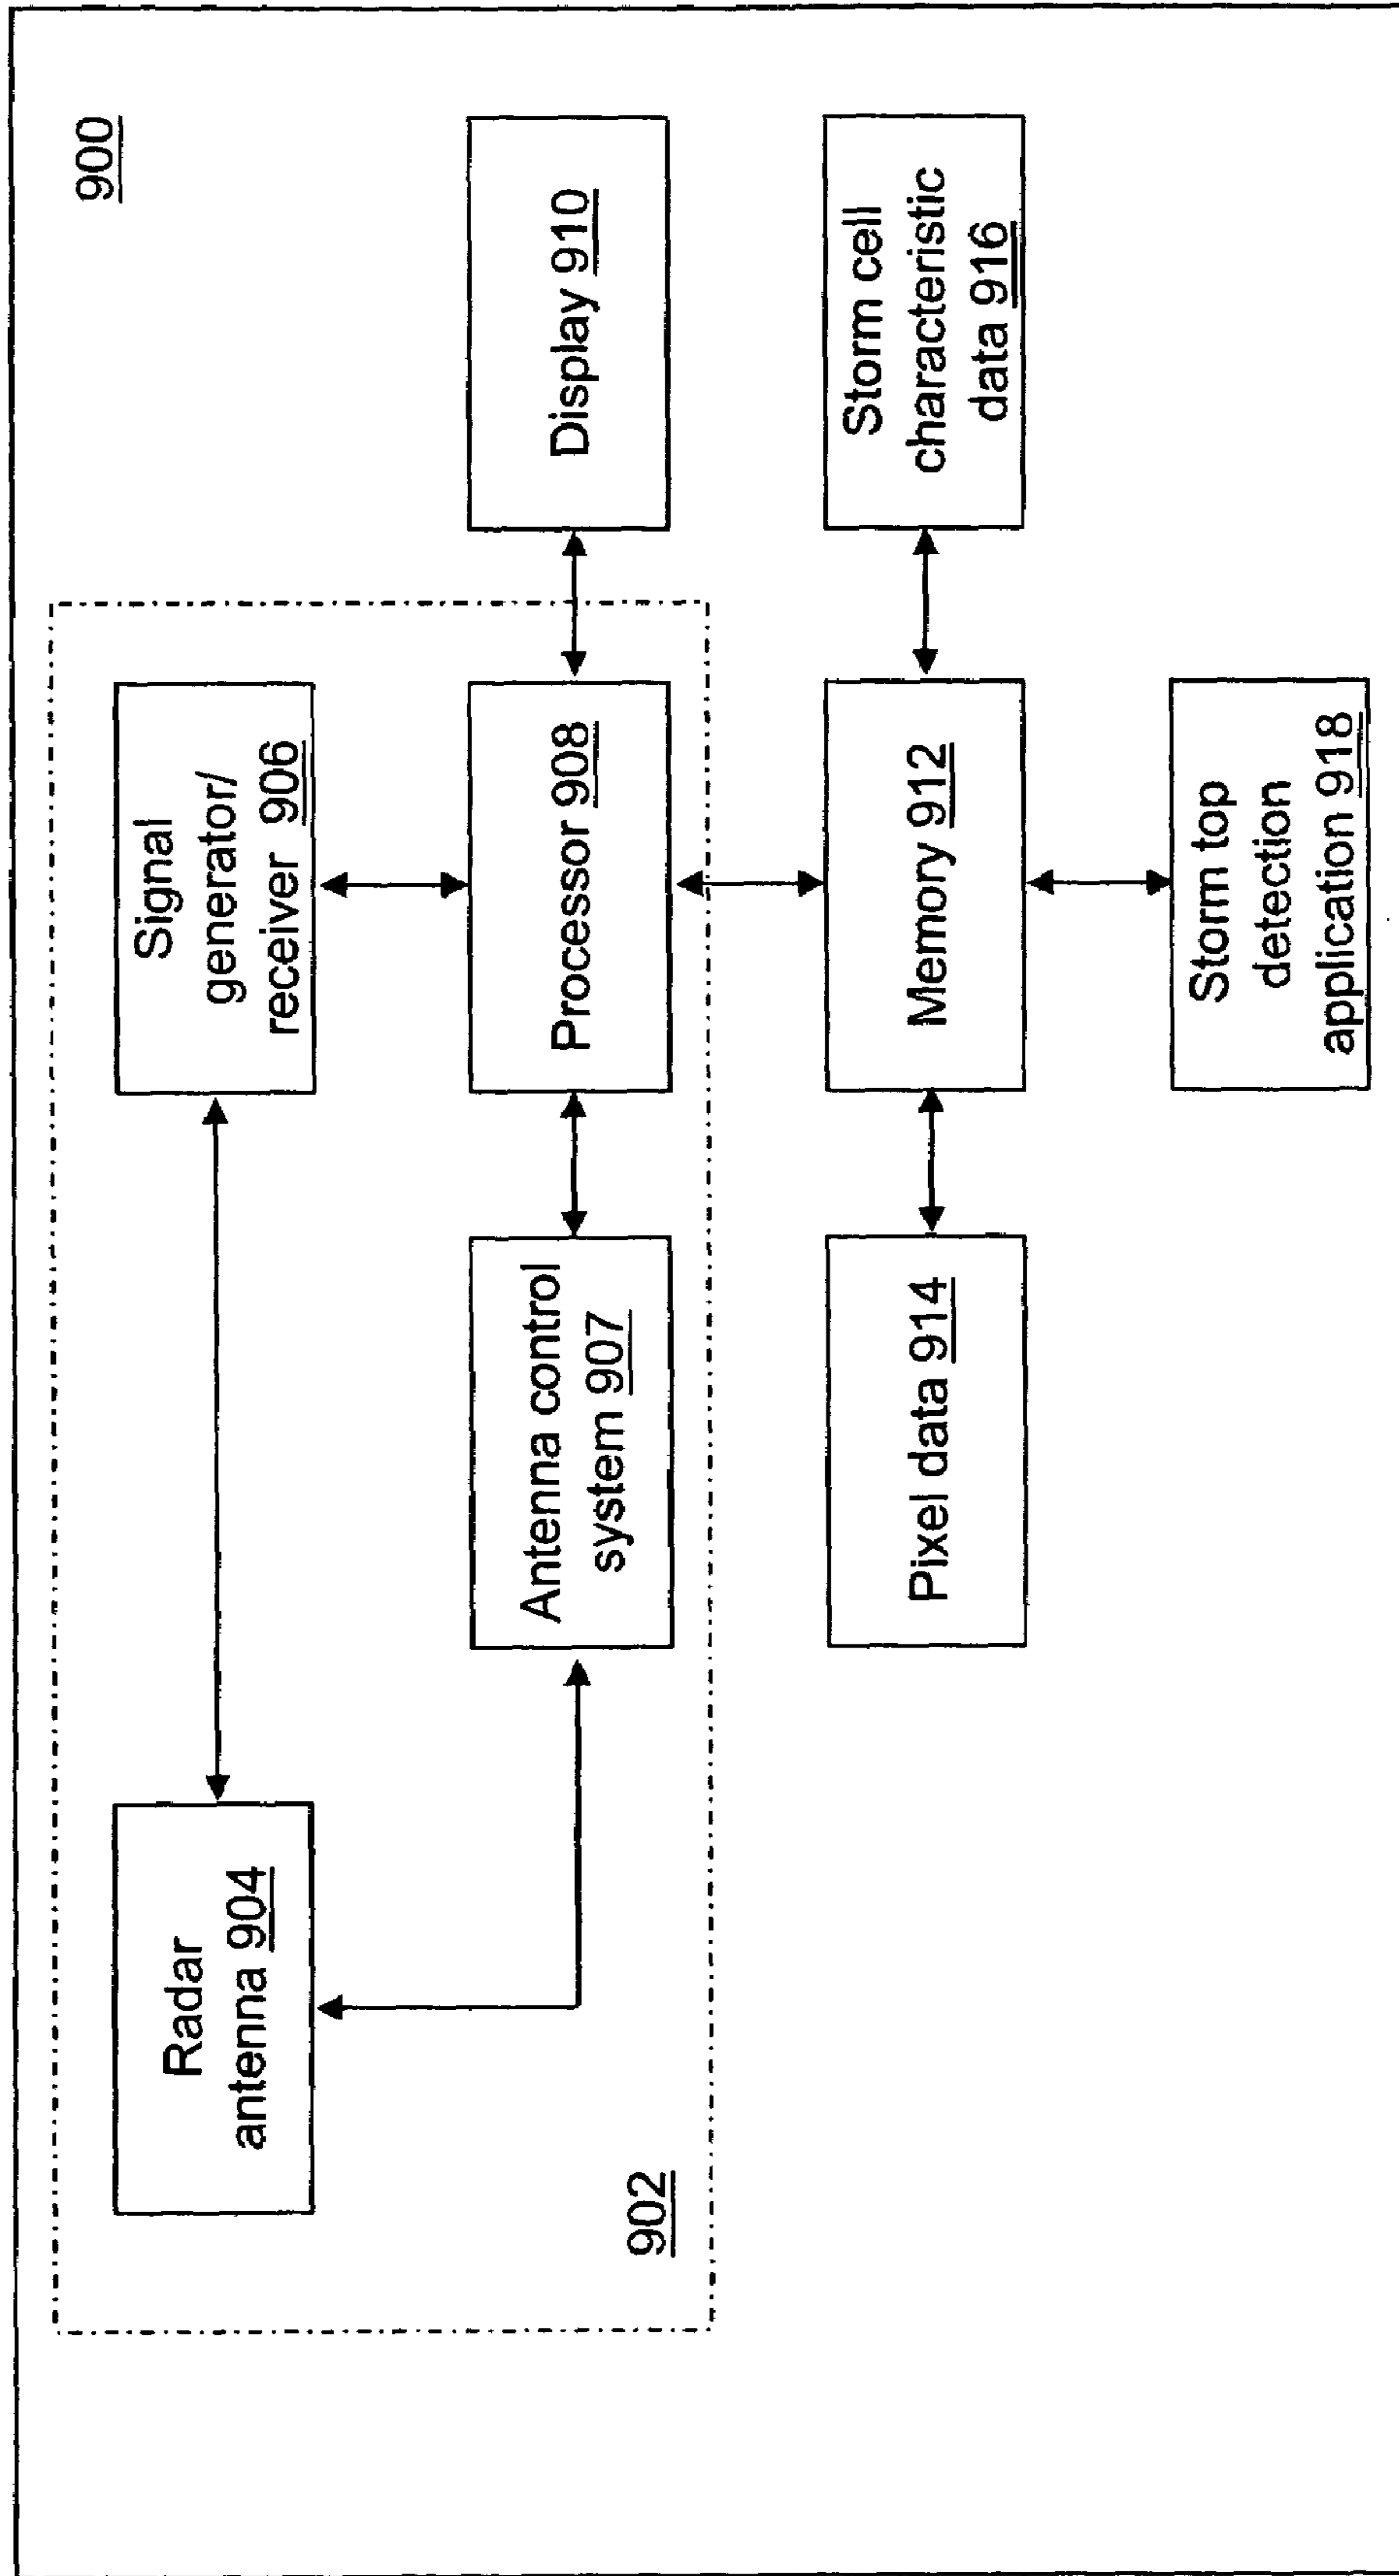 900
Radar
antenna 904
Signal
generator/
receiver 906
902
Antenna control
system 907
Processor 908
Display 910
Pixel data 914
Memory 912
Storm cell
characteristic
data 916
Storm top
detection
application 918